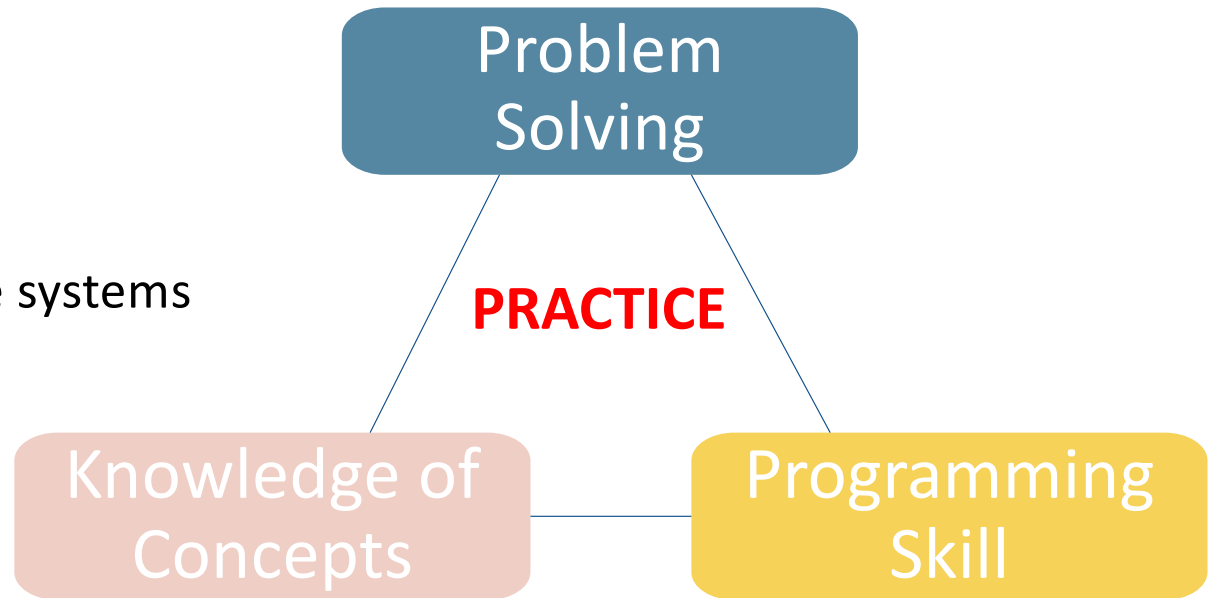 Problem
Solving
e systems
PRACTICE
Knowledge of
Concepts
Programming
Skill